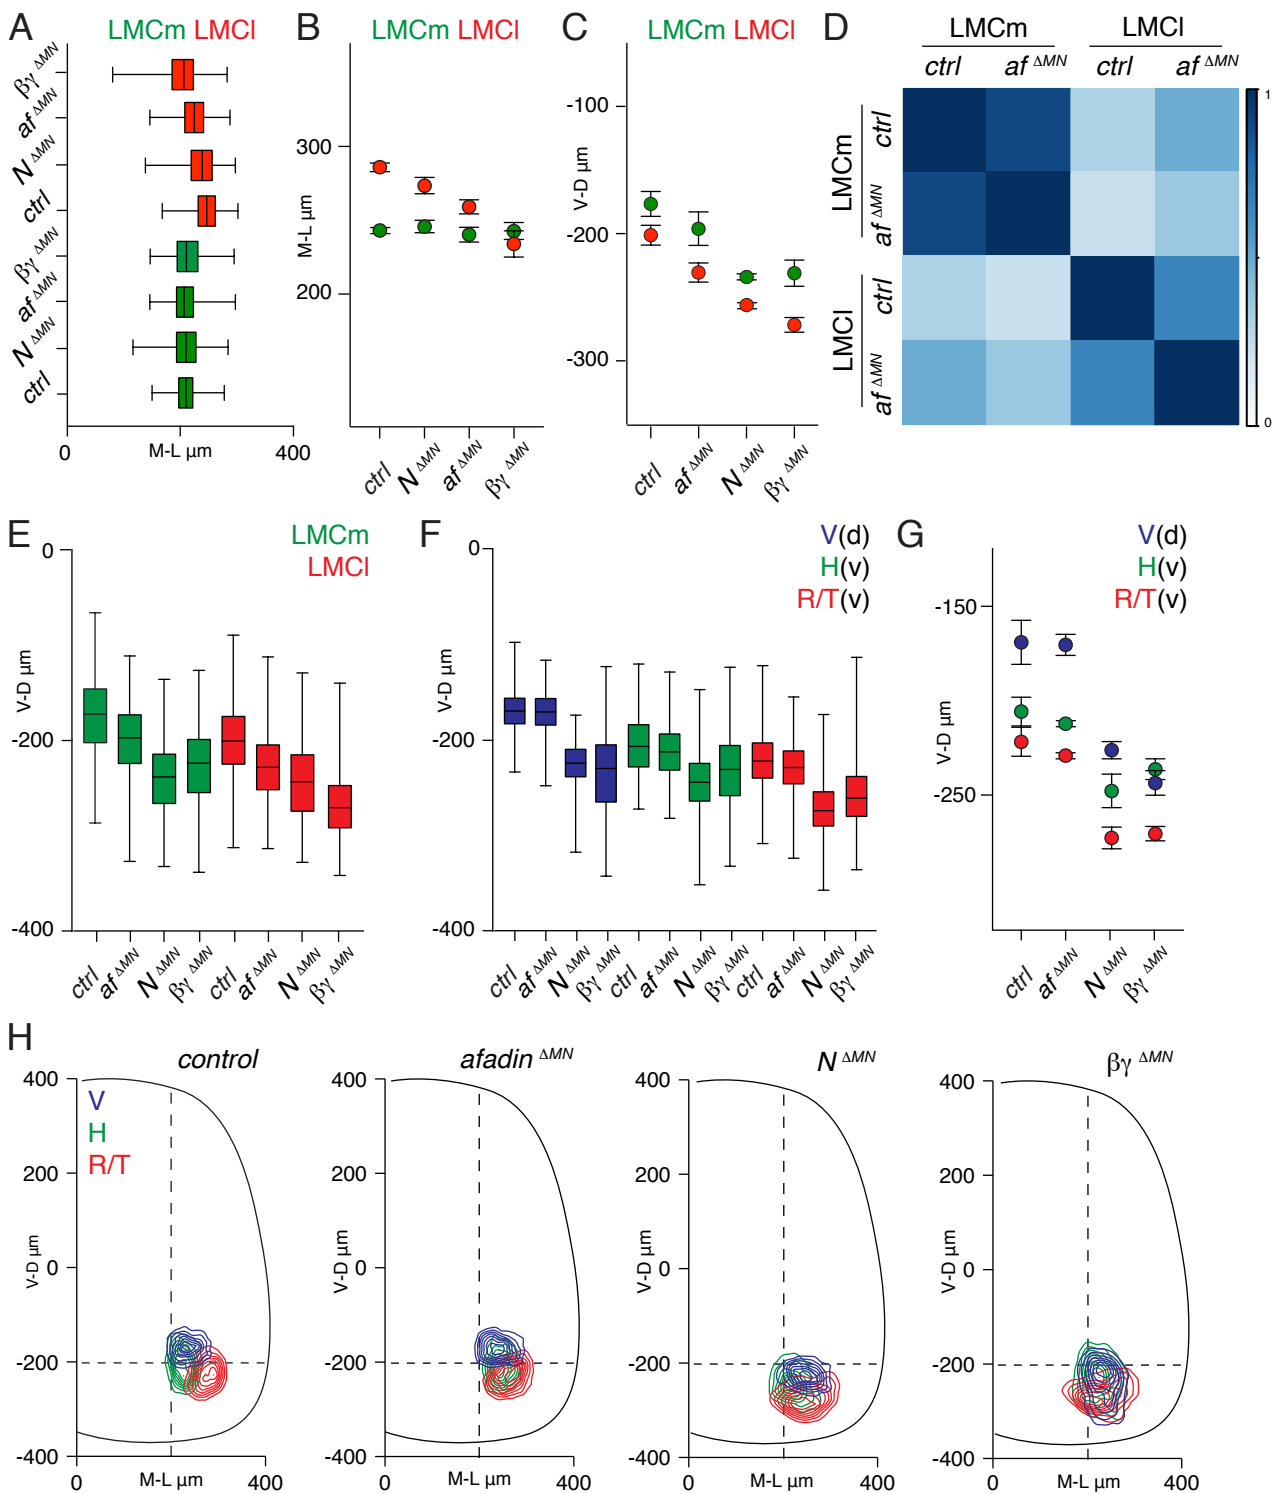 A
LMCm LMCl
βγ ΔMN
af ΔMN
N ΔMN
ctrl
βγ ΔMN
af ΔMN
N ΔMN
ctrl
0
M-L µm
400
B
LMCm LMCl
300
200
M-L µm
ctrl
N ΔMN
af ΔMN
βγ ΔMN
C
LMCm LMCl
-100
-200
-300
V-D µm
ctrl
af ΔMN
N ΔMN
βγ ΔMN
D
LMCm LMCl
ctrl af ΔMN ctrl af ΔMN
LMCm
ctrl
af ΔMN
LMCl
ctrl
af ΔMN
1
0
E
LMCm
LMCl
0
-200
-400
V-D µm
ctrl
af ΔMN
N ΔMN
βγ ΔMN
ctrl
af ΔMN
N ΔMN
βγ ΔMN
F
V(d)
H(v)
R/T(v)
0
-200
-400
V-D µm
ctrl
af ΔMN
N ΔMN
βγ ΔMN
ctrl
af ΔMN
N ΔMN
βγ ΔMN
ctrl
af ΔMN
N ΔMN
βγ ΔMN
G
V(d)
H(v)
R/T(v)
-150
-250
V-D µm
ctrl
af ΔMN
N ΔMN
βγ ΔMN
H
control
V
H
R/T
400
200
0
-200
-400
V-D µm
0
M-L µm
400
afadin ΔMN
400
200
0
-200
-400
V-D µm
0
M-L µm
400
N ΔMN
400
200
0
-200
-400
V-D µm
0
M-L µm
400
βγ ΔMN
400
200
0
-200
-400
V-D µm
0
M-L µm
400